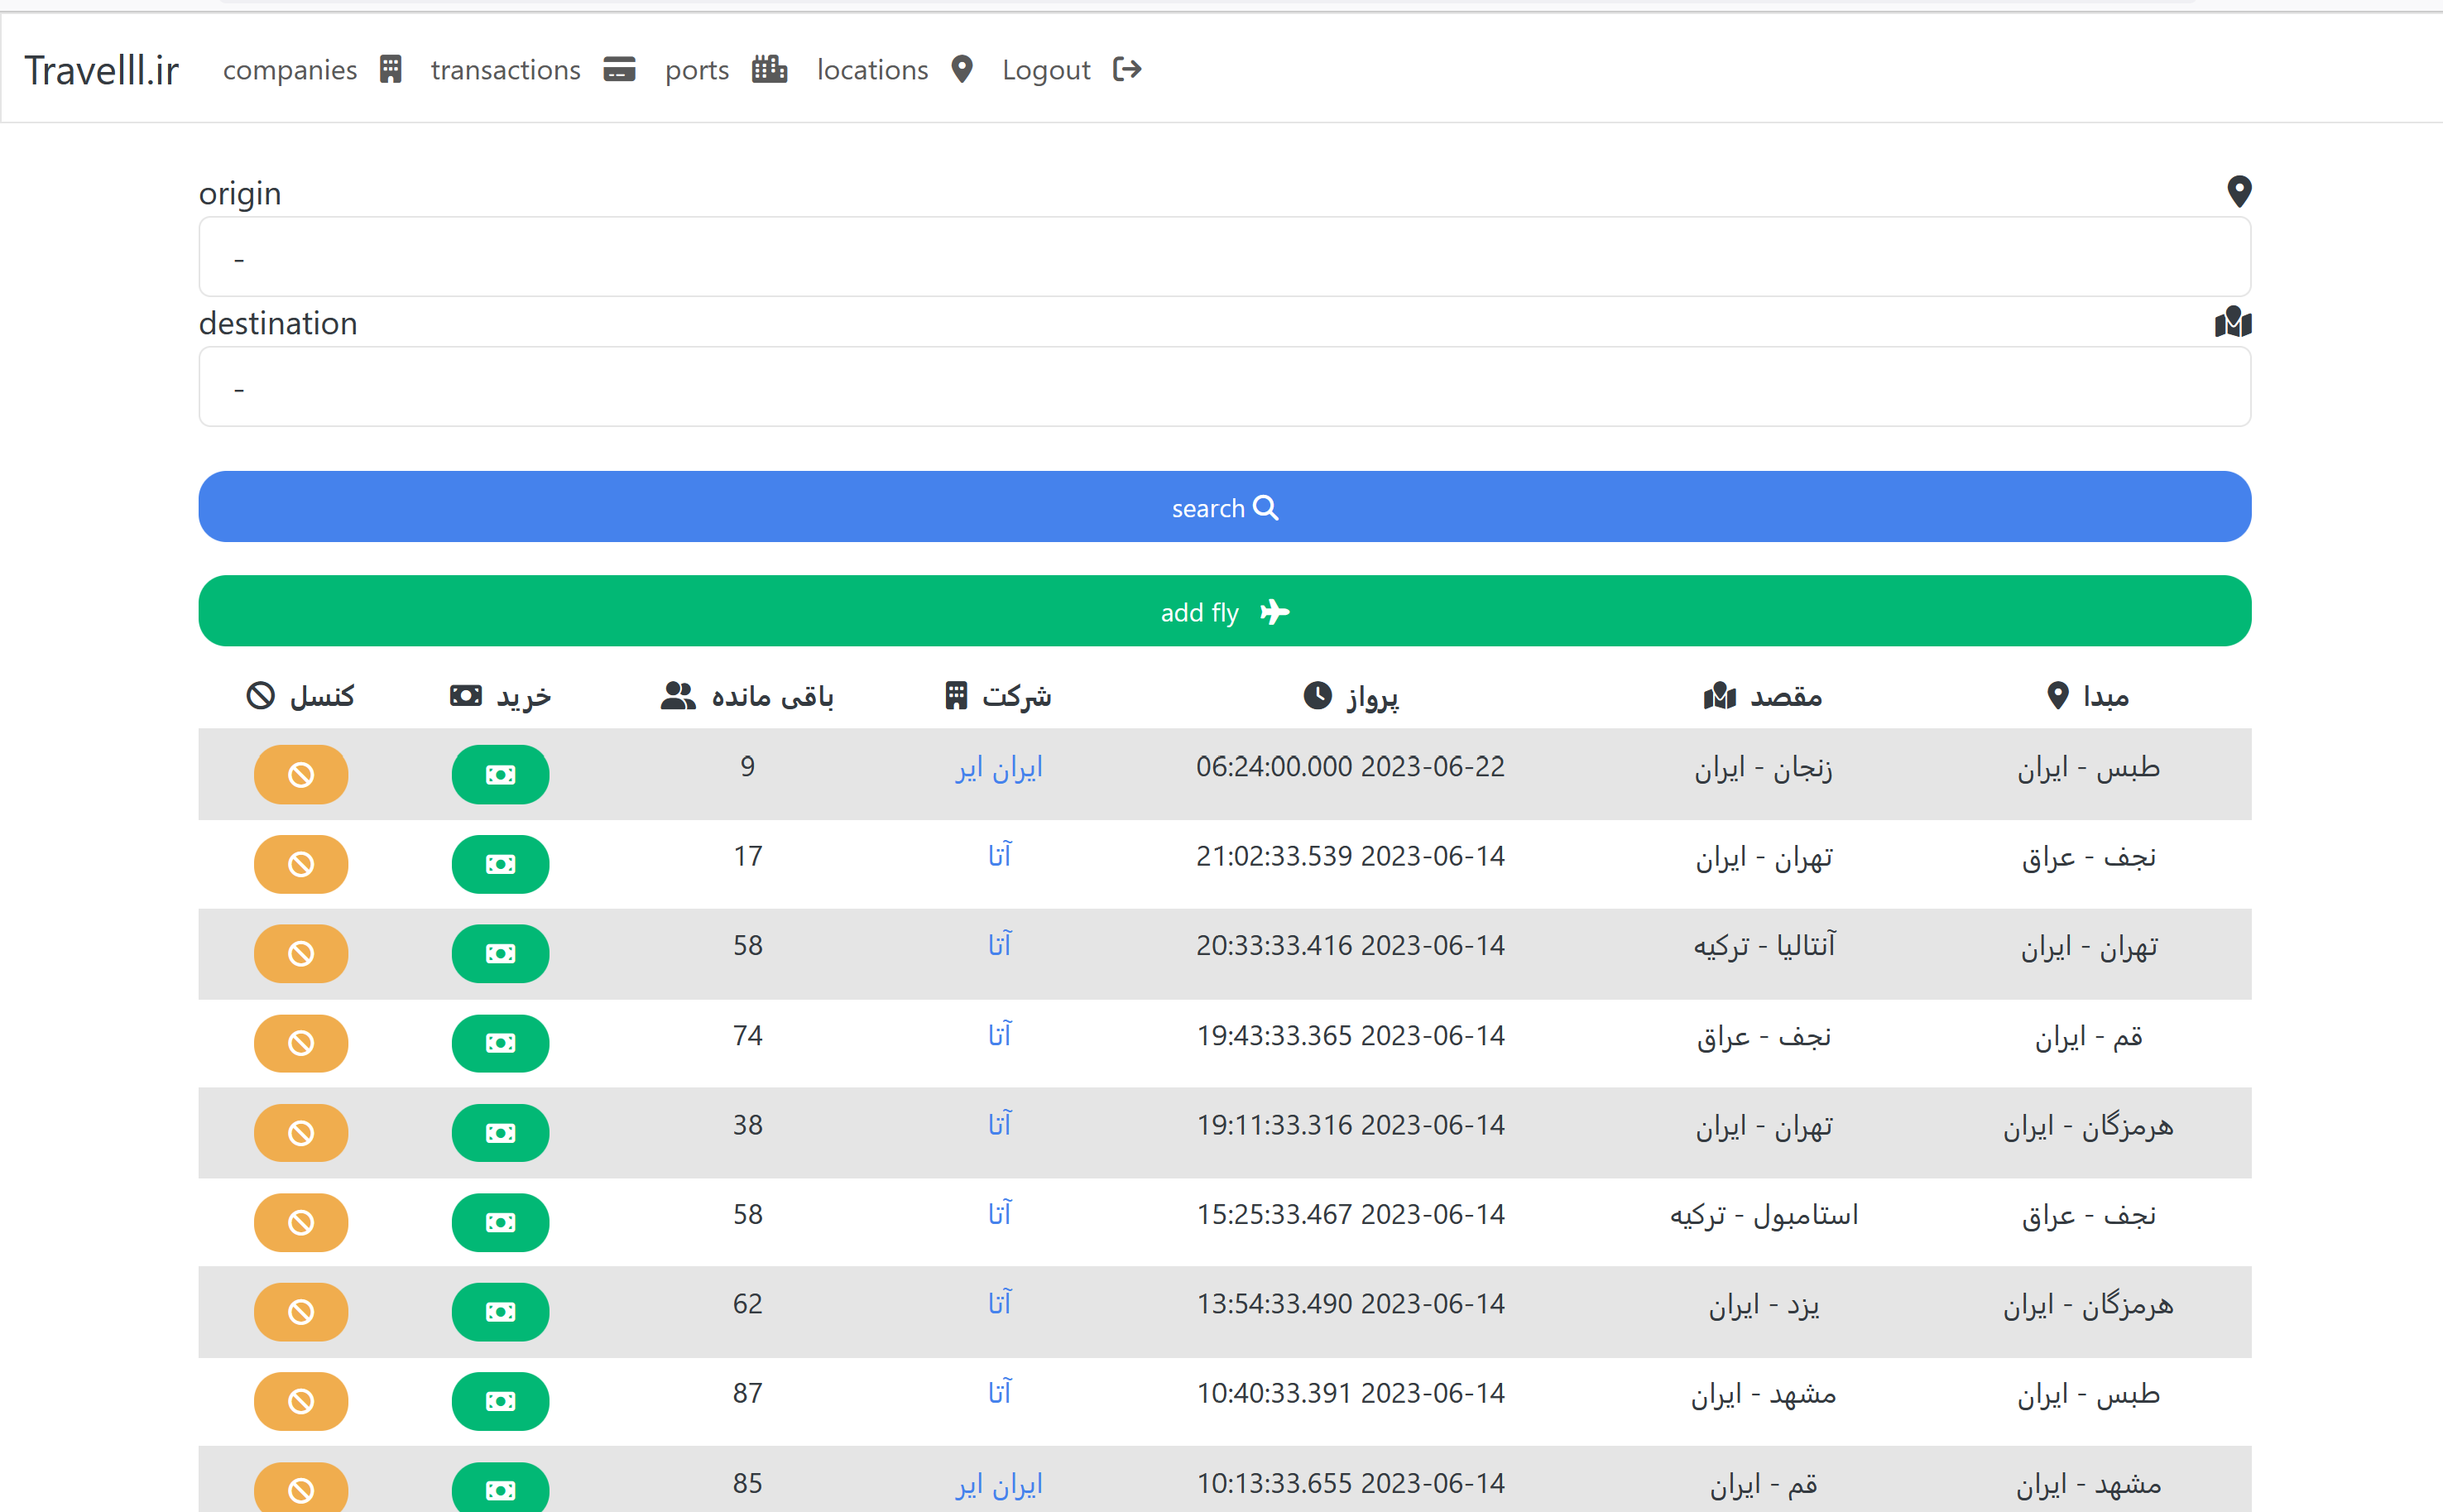 Travelll.ir companies transactions ports locations Logout
origin
-
destination
-
search
add fly
مبدا مقصد پرواز شرکت باقی مانده خرید کنسل
طبس - ایران زنجان - ایران 06:24:00.000 2023-06-22 ایران ایر 9
نجف - عراق تهران - ایران 21:02:33.539 2023-06-14 آتا 17
تهران - ایران آنتالیا - ترکیه 20:33:33.416 2023-06-14 آتا 58
قم - ایران نجف - عراق 19:43:33.365 2023-06-14 آتا 74
هرمزگان - ایران تهران - ایران 19:11:33.316 2023-06-14 آتا 38
نجف - عراق استامبول - ترکیه 15:25:33.467 2023-06-14 آتا 58
هرمزگان - ایران یزد - ایران 13:54:33.490 2023-06-14 آتا 62
طبس - ایران مشهد - ایران 10:40:33.391 2023-06-14 آتا 87
مشهد - ایران قم - ایران 10:13:33.655 2023-06-14 ایران ایر 85